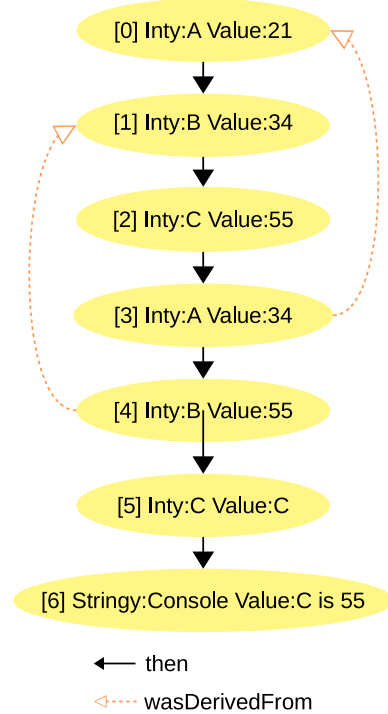 [0] Inty:A Value:21
[1] Inty:B Value:34
[2] Inty:C Value:55
[3] Inty:A Value:34
[4] Inty:B Value:55
[5] Inty:C Value:C
[6] Stringy:Console Value:C is 55
then
wasDerivedFrom